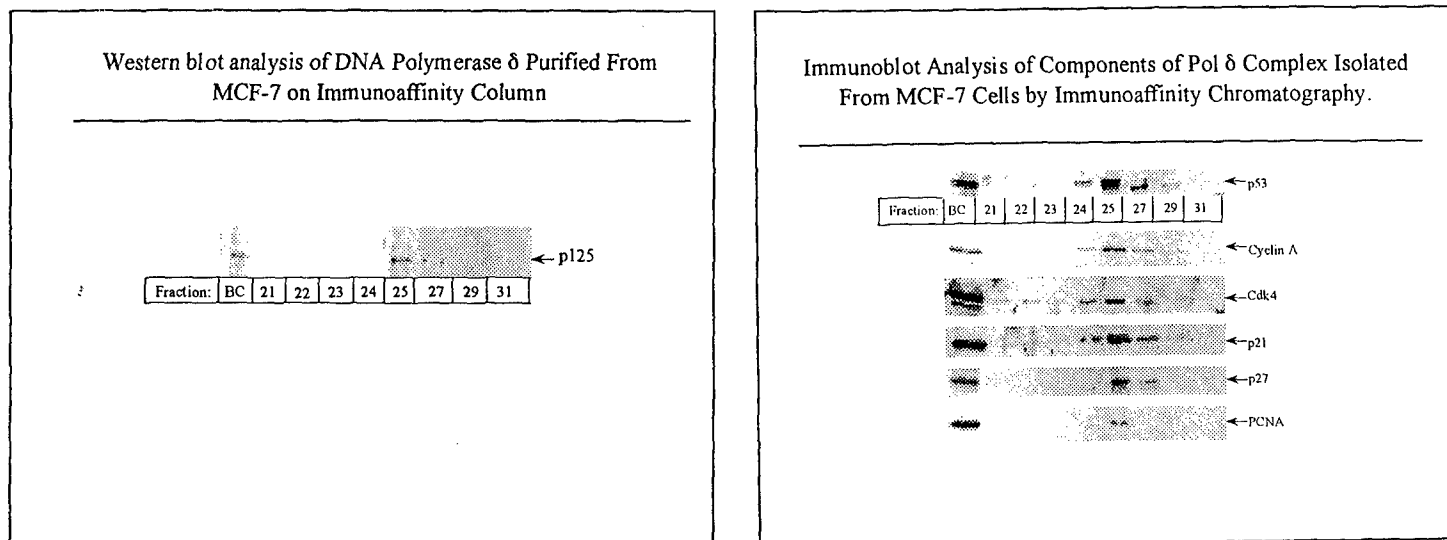 Western blot analysis of DNA Polymerase δ Purified From
MCF-7 on Immunoaffinity Column
p125
Fraction: BC 21 22 23 24 25 27 29 31
Immunoblot Analysis of Components of Pol δ Complex Isolated
From MCF-7 Cells by Immunoaffinity Chromatography.
p53
Fraction: BC 21 22 23 24 25 27 29 31
Cyclin A
Cdk4
p21
p27
PCNA